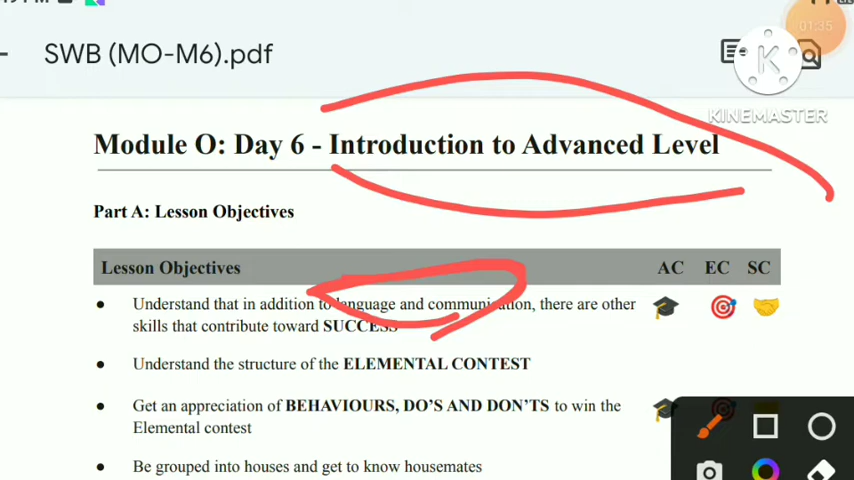 01:35
SWB (MO-M6).pdf
KINEMASTER
Module O: Day 6 - Introduction to Advanced Level
Part A: Lesson Objectives
Lesson Objectives AC EC SC
● Understand that in addition to language and communication, there are other
skills that contribute toward SUCCESS
● Understand the structure of the ELEMENTAL CONTEST
● Get an appreciation of BEHAVIOURS, DO'S AND DON'TS to win the
Elemental contest
● Be grouped into houses and get to know housemates